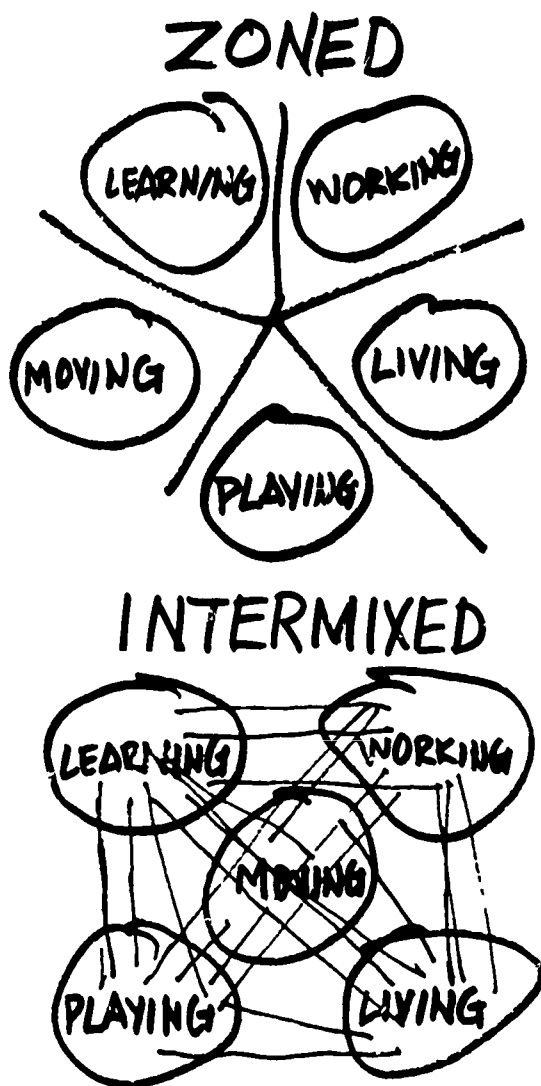 ZONED
LEARNING
WORKING
MOVING
LIVING
PLAYING
INTERMIXED
LEARNING
WORKING
MOVING
PLAYING
LIVING